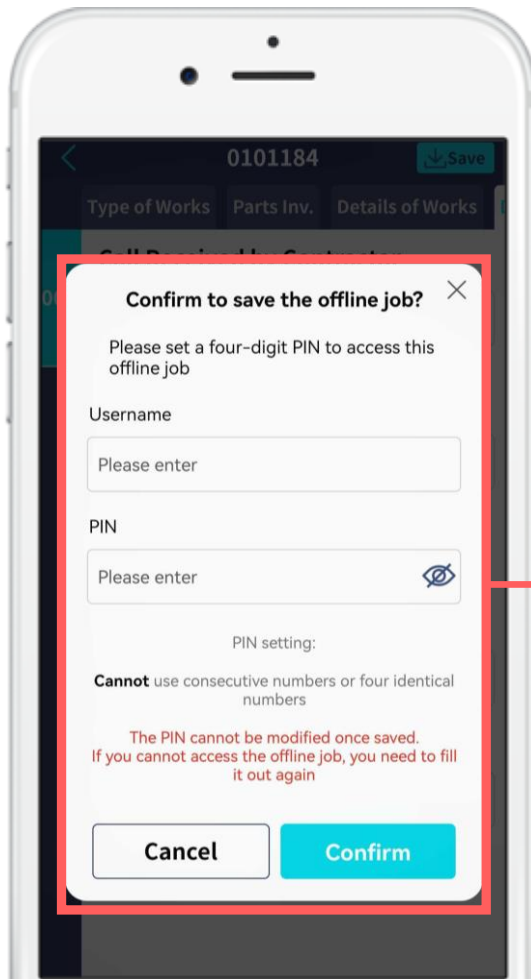 0101184
Save
Type of Works
Parts Inv.
Details of Works
Confirm to save the offline job?
Please set a four-digit PIN to access this
offline job
Username
Please enter
PIN
Please enter
PIN setting:
Cannot use consecutive numbers or four identical
numbers
The PIN cannot be modified once saved.
If you cannot access the offline job, you need to fill
it out again
Cancel
Confirm